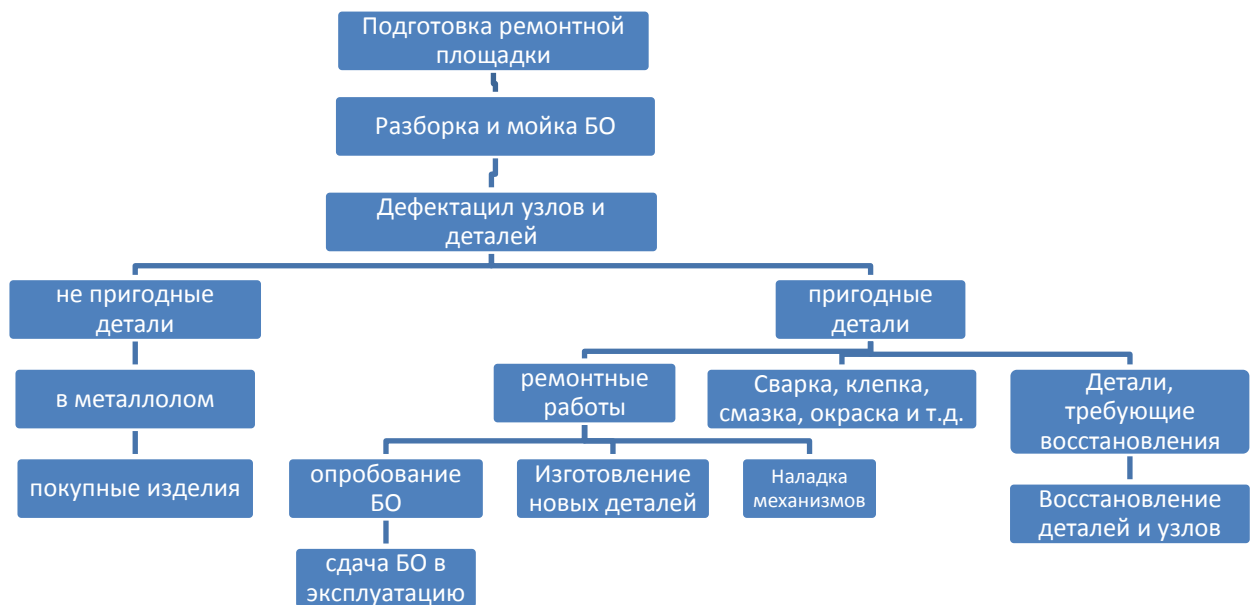 Подготовка ремонтной
площадки
Разборка и мойка БО
Дефектацил узлов и
деталей
не пригодные
детали
пригодные
детали
в металлолом
ремонтные
работы
Сварка, клепка,
смазка, окраска и т.д.
Детали,
требующие
восстановления
покупные изделия
опробование
БО
Изготовление
новых деталей
Наладка
механизмов
Восстановление
деталей и узлов
сдача БО в
эксплуатацию